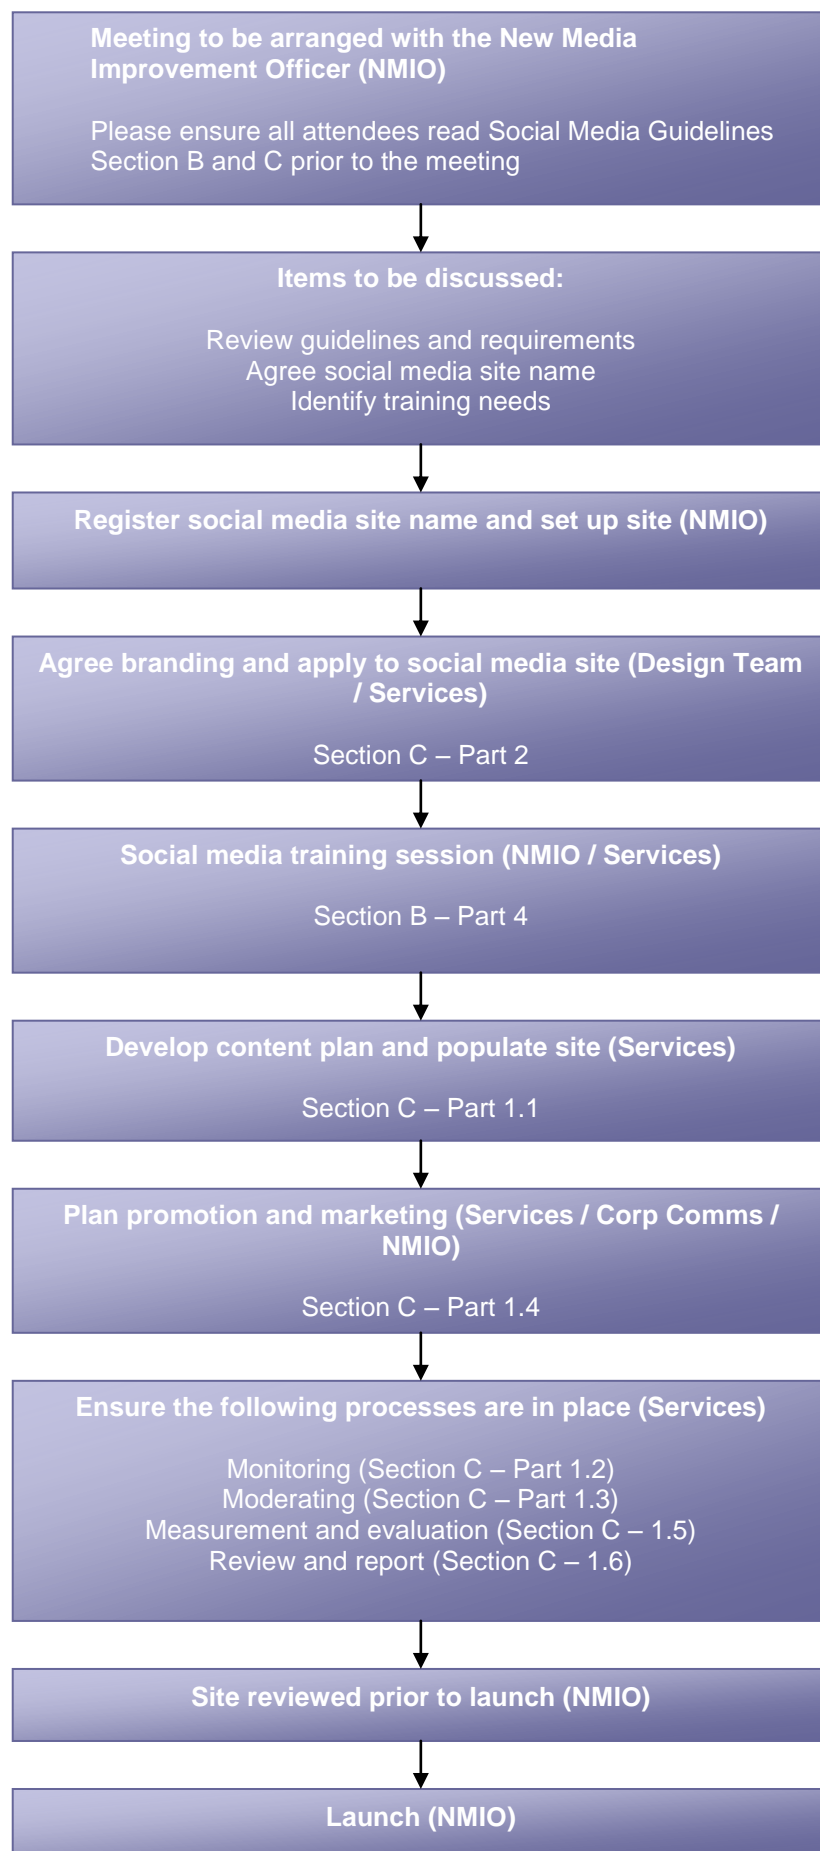 Meeting to be arranged with the New Media
Improvement Officer (NMIO)
Please ensure all attendees read Social Media Guidelines
Section B and C prior to the meeting
Items to be discussed:
Review guidelines and requirements
Agree social media site name
Identify training needs
Register social media site name and set up site (NMIO)
Agree branding and apply to social media site (Design Team
/ Services)
Section C – Part 2
Social media training session (NMIO / Services)
Section B – Part 4
Develop content plan and populate site (Services)
Section C – Part 1.1
Plan promotion and marketing (Services / Corp Comms /
NMIO)
Section C – Part 1.4
Ensure the following processes are in place (Services)
Monitoring (Section C – Part 1.2)
Moderating (Section C – Part 1.3)
Measurement and evaluation (Section C – 1.5)
Review and report (Section C – 1.6)
Site reviewed prior to launch (NMIO)
Launch (NMIO)